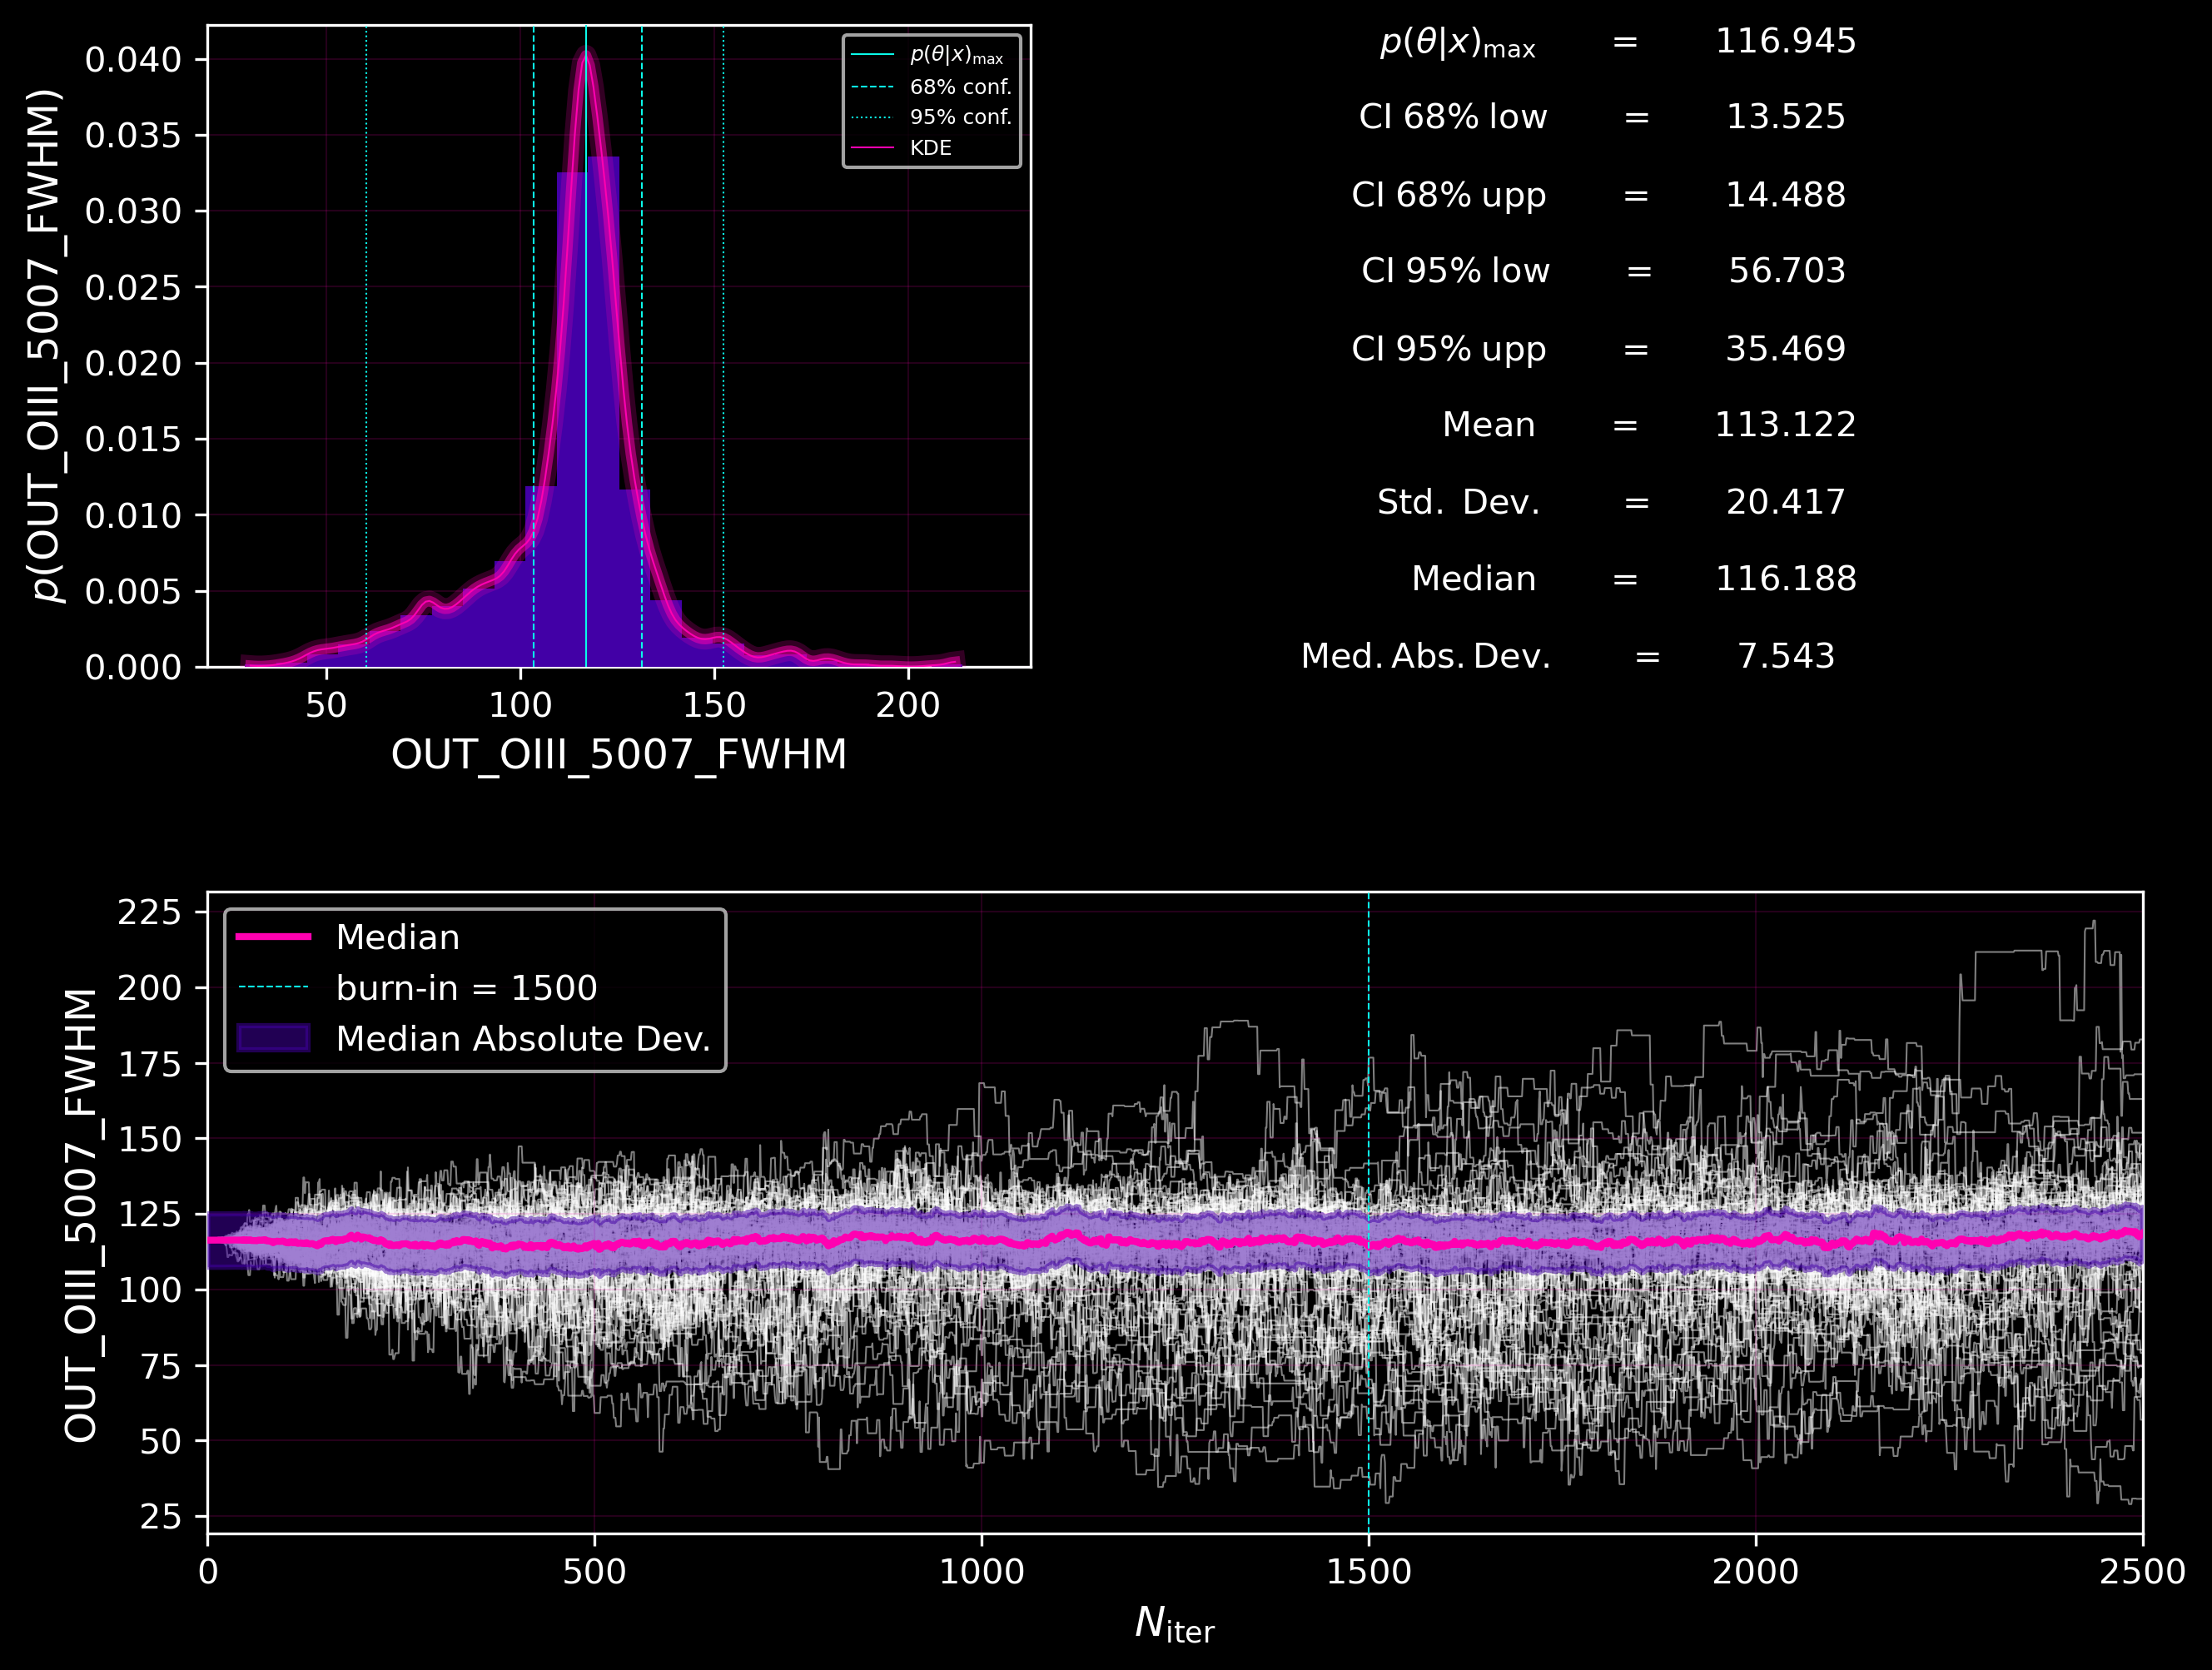 p(OUT_OIII_5007_FWHM)
0.040
0.035
0.030
0.025
0.020
0.015
0.010
0.005
0.000
50 100 150 200
OUT_OIII_5007_FWHM
p(θ|x)max
68% conf.
95% conf.
KDE
p(θ|x)max = 116.945
CI 68% low = 13.525
CI 68% upp = 14.488
CI 95% low = 56.703
CI 95% upp = 35.469
Mean = 113.122
Std. Dev. = 20.417
Median = 116.188
Med. Abs. Dev. = 7.543
OUT_OIII_5007_FWHM
225
200
175
150
125
100
75
50
25
Median
burn-in = 1500
Median Absolute Dev.
0 500 1000 1500 2000 2500
Niter